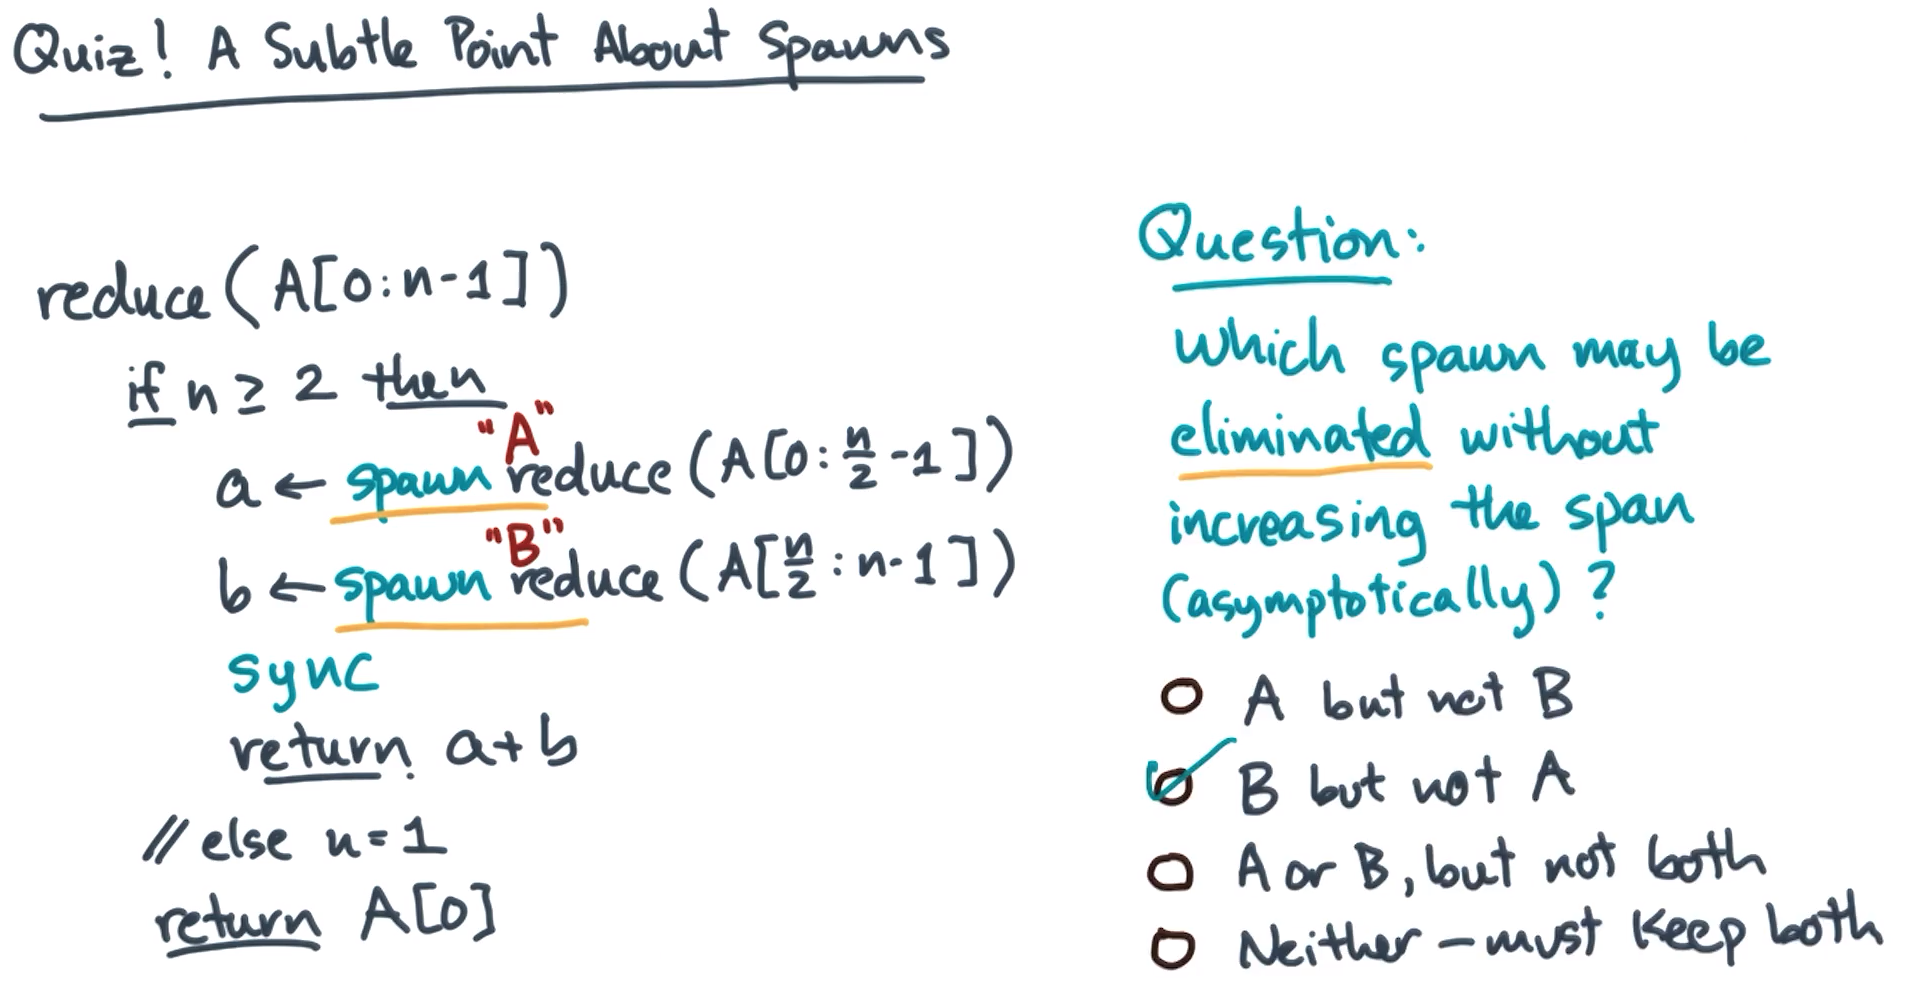 Quiz! A Subtle Point About Spawns
reduce (A[0:n-1])
if n ≥ 2 then
"A"
a ← spawn reduce (A[0:n/2-1])
"B"
b ← spawn reduce (A[n/2:n-1])
sync
return a+b
// else n=1
return A[0]
Question:
Which spawn may be
eliminated without
increasing the span
(asymptotically)?
A but not B
B but not A
A or B, but not both
Neither - must keep both